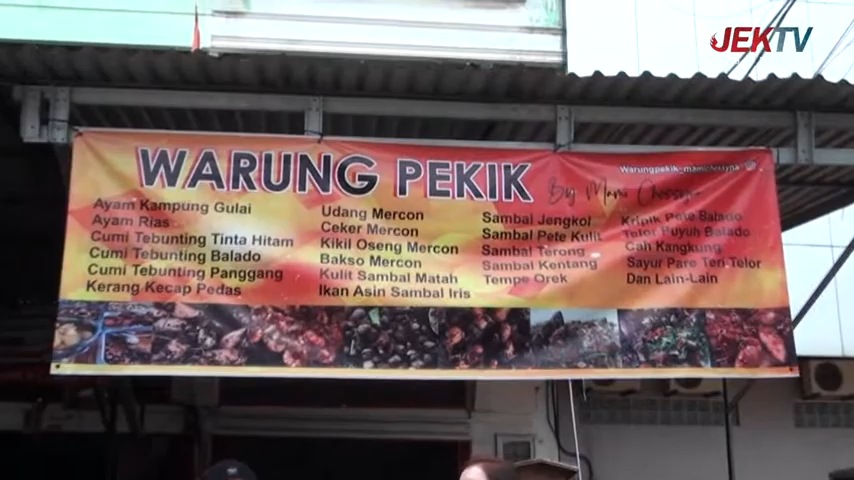 JEKTV
WARUNG PEKIK
By Mami
Ayam Kampung Gulai
Ayam Rias
Cumi Tebunting Tinta Hitam
Cumi Tebunting Balado
Cumi Tebunting Panggang
Kerang Kecap Pedas
Udang Mercon
Ceker Mercon
Kikil Oseng Mercon
Bakso Mercon
Kulit Sambal Matah
Ikan Asin Sambal Iris
Sambal Jengkol
Sambal Pete Kulit
Sambal Terong
Sambal Kentang
Tempe Orek
Kripik Pete Balado
Telor Puyuh Balado
Cah Kangkung
Sayur Pare Teri Telor
Dan Lain-Lain